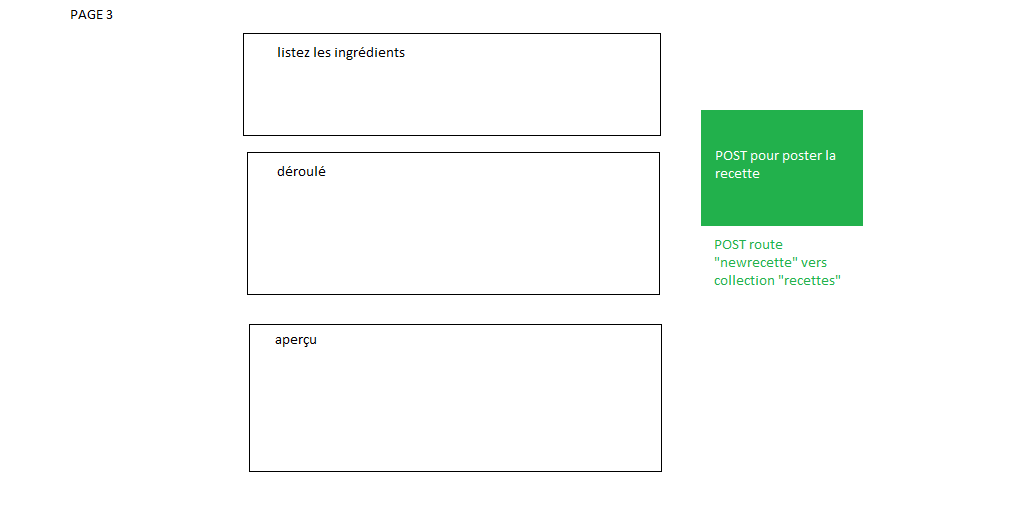 PAGE 3
listez les ingrédients
déroulé
aperçu
POST pour poster la
recette
POST route
"newrecette" vers
collection "recettes"